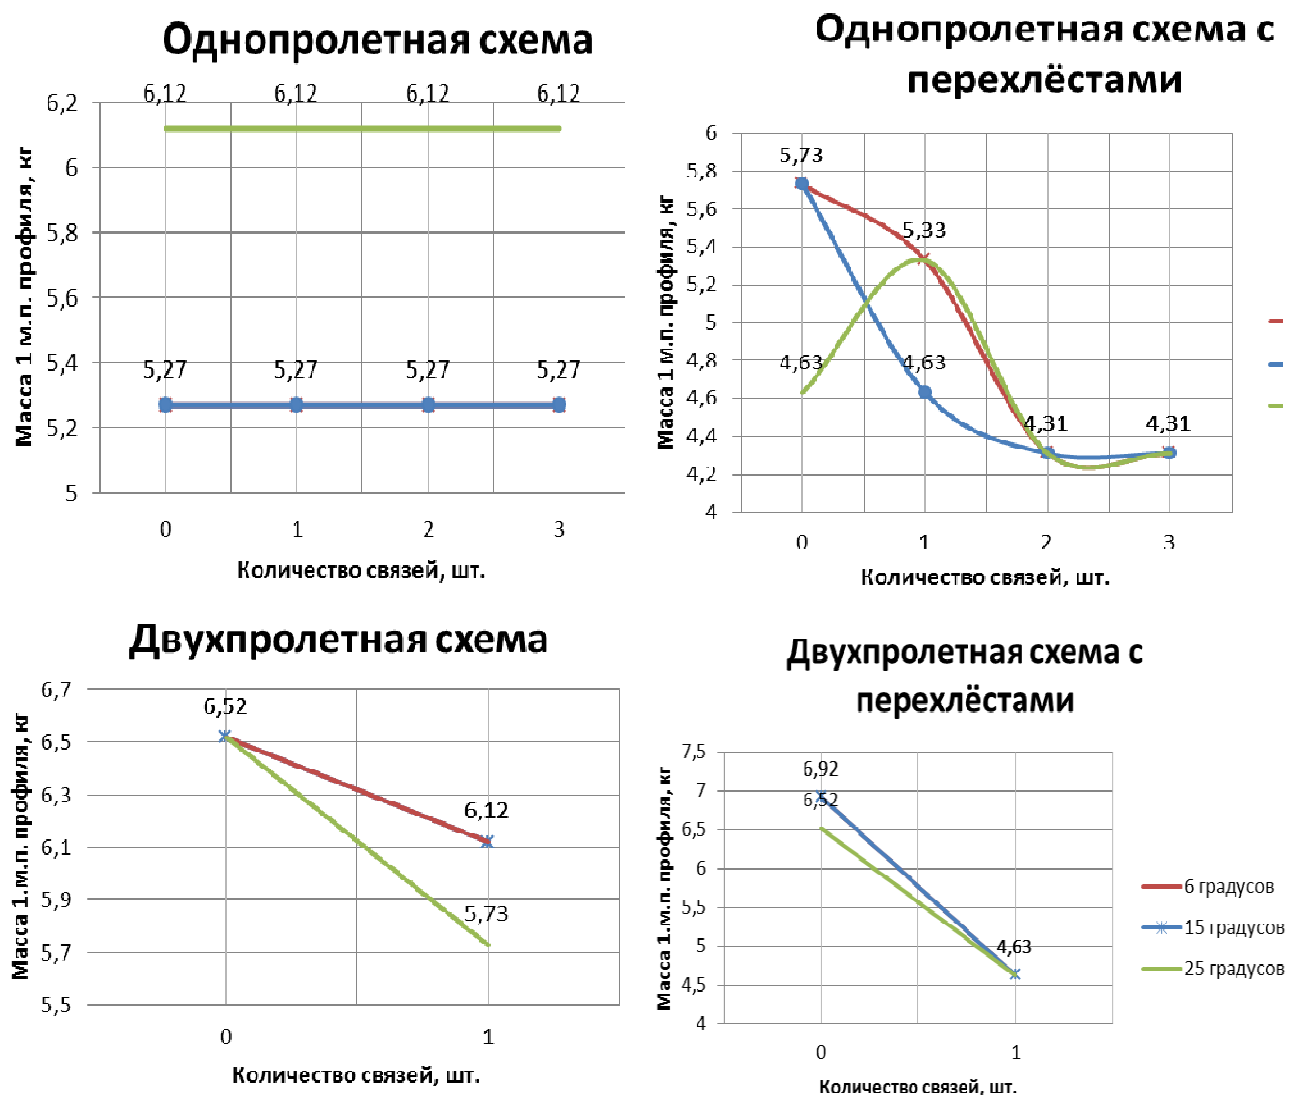 Однопролетная схема
6,12 6,12 6,12 6,12
6,2
6
5,8
5,6
5,4
5,2
5
5,27 5,27 5,27 5,27
0 1 2 3
Масса 1 м.п. профиля, кг
Количество связей, шт.
Однопролетная схема с
перехлёстами
6
5,8
5,6
5,4
5,2
5
4,8
4,6
4,4
4,2
4
5,73
5,33
4,63 4,63
4,31 4,31
0 1 2 3
Масса 1 м.п. профиля, кг
Количество связей, шт.
Двухпролетная схема
6,7
6,5
6,3
6,1
5,9
5,7
5,5
6,52
6,12
5,73
0 1
Масса 1.м.п. профиля, кг
Количество связей, шт.
Двухпролетная схема с
перехлёстами
7,5
7
6,5
6
5,5
5
4,5
4
6,92
6,52
4,63
0 1
Масса 1.м.п. профиля, кг
Количество связей, шт.
6 градусов
15 градусов
25 градусов